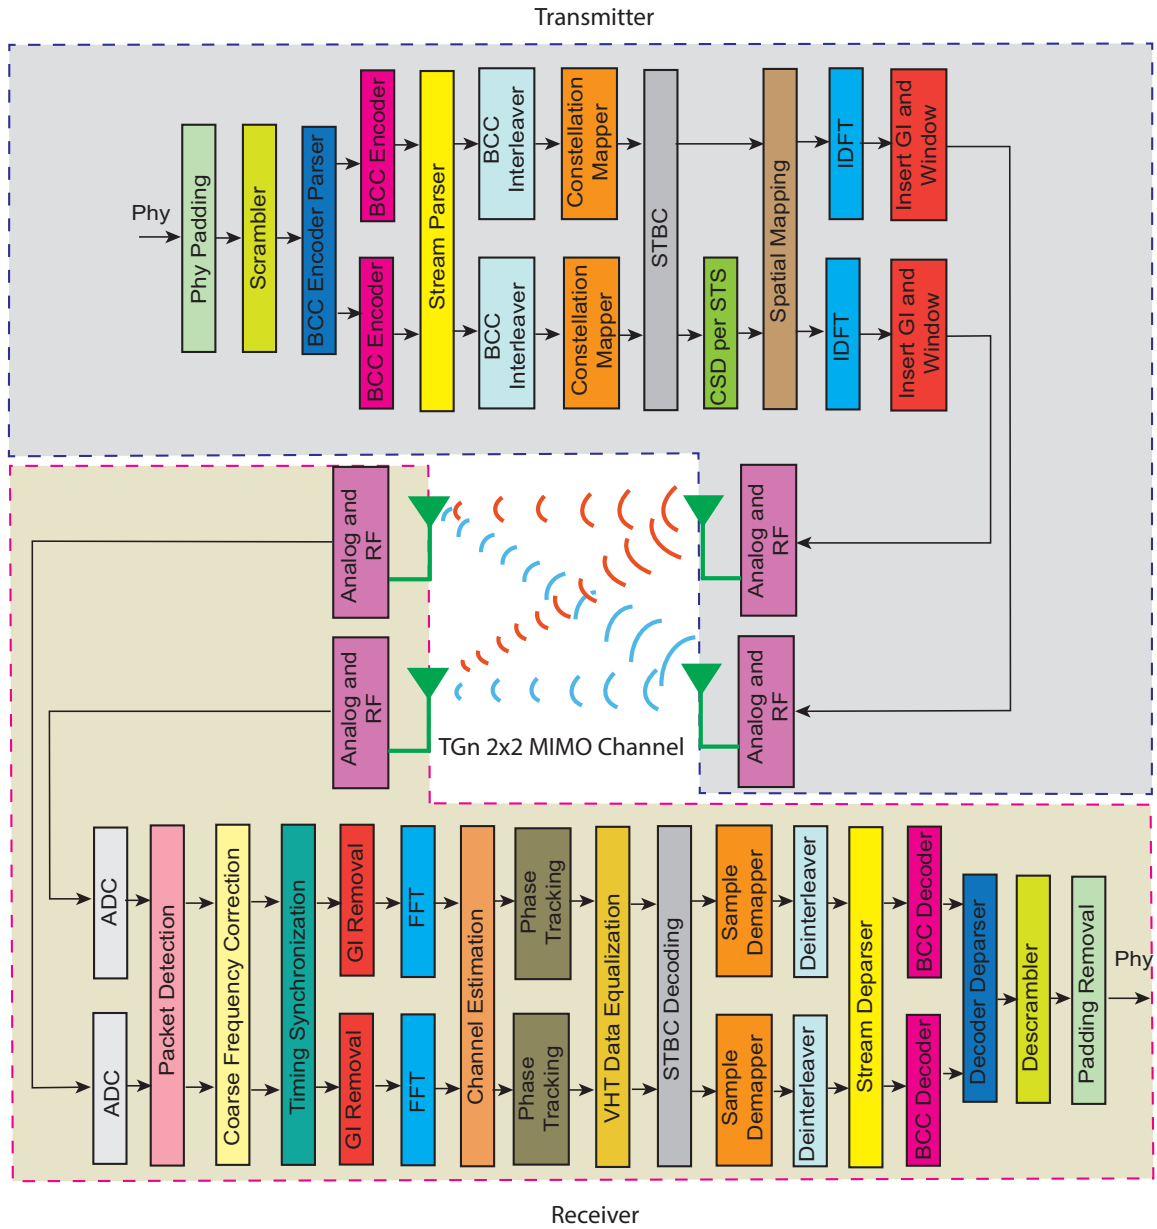 Transmitter
Phy
Phy Padding
Scrambler
BCC Encoder Parser
BCC Encoder
BCC Encoder
Stream Parser
BCC
Interleaver
BCC
Interleaver
Constellation
Mapper
Constellation
Mapper
STBC
CSD per STS
Spatial Mapping
IDFT
IDFT
Insert GI and
Window
Insert GI and
Window
Analog and
RF
Analog and
RF
Analog and
RF
Analog and
RF
TGn 2x2 MIMO Channel
ADC
ADC
Packet Detection
Coarse Frequency Correction
Timing Synchronization
GI Removal
GI Removal
FFT
FFT
Channel Estimation
Phase
Tracking
Phase
Tracking
VHT Data Equalization
STBC Decoding
Sample
Demapper
Sample
Demapper
Deinterleaver
Deinterleaver
Stream Deparser
BCC Decoder
BCC Decoder
Decoder Deparser
Descrambler
Padding Removal
Phy
Receiver